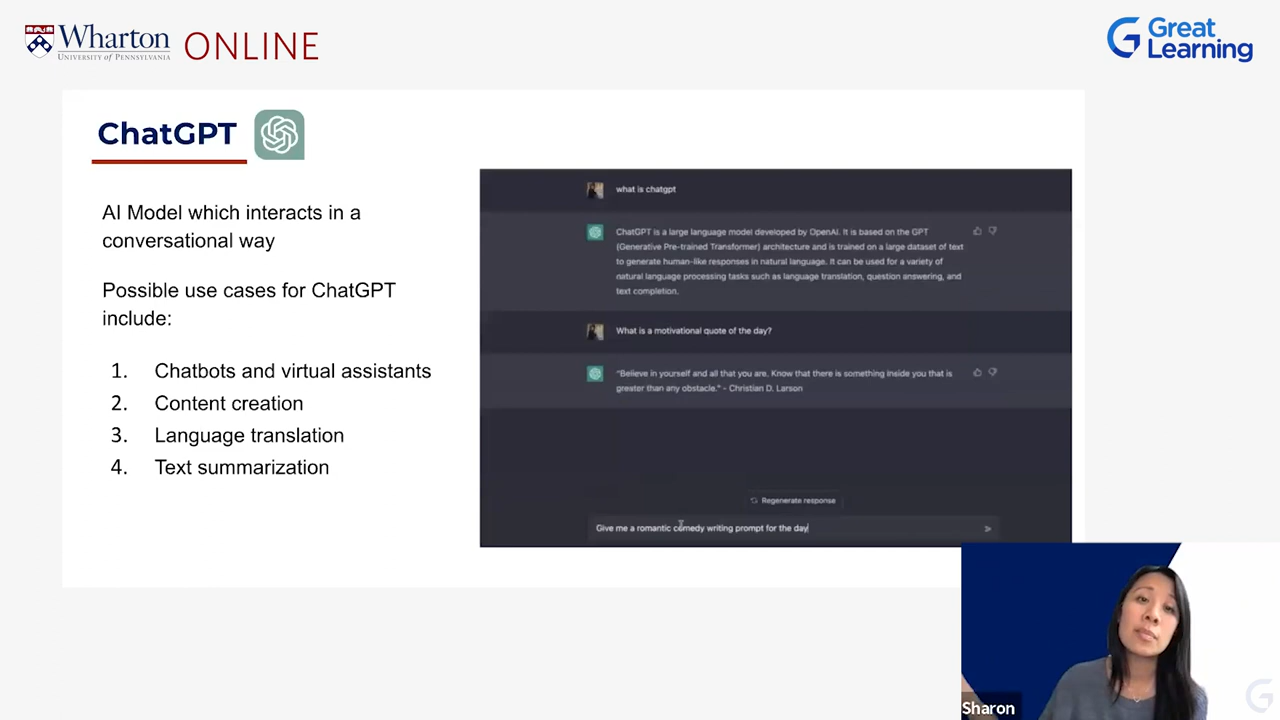 Wharton
UNIVERSITY of PENNSYLVANIA
ONLINE
Great
Learning
ChatGPT
AI Model which interacts in a
conversational way
Possible use cases for ChatGPT
include:
1. Chatbots and virtual assistants
2. Content creation
3. Language translation
4. Text summarization
what is chatgpt
ChatGPT is a large language model developed by OpenAI. It is based on the GPT
(Generative Pre-trained Transformer) architecture and is trained on a large dataset of text
to generate human-like responses in natural language. It can be used for a variety of
natural language processing tasks such as language translation, question answering, and
text completion.
What is a motivational quote of the day?
"Believe in yourself and all that you are. Know that there is something inside you that is
greater than any obstacle." - Christian D. Larson
Regenerate response
Give me a romantic comedy writing prompt for the day
Sharon